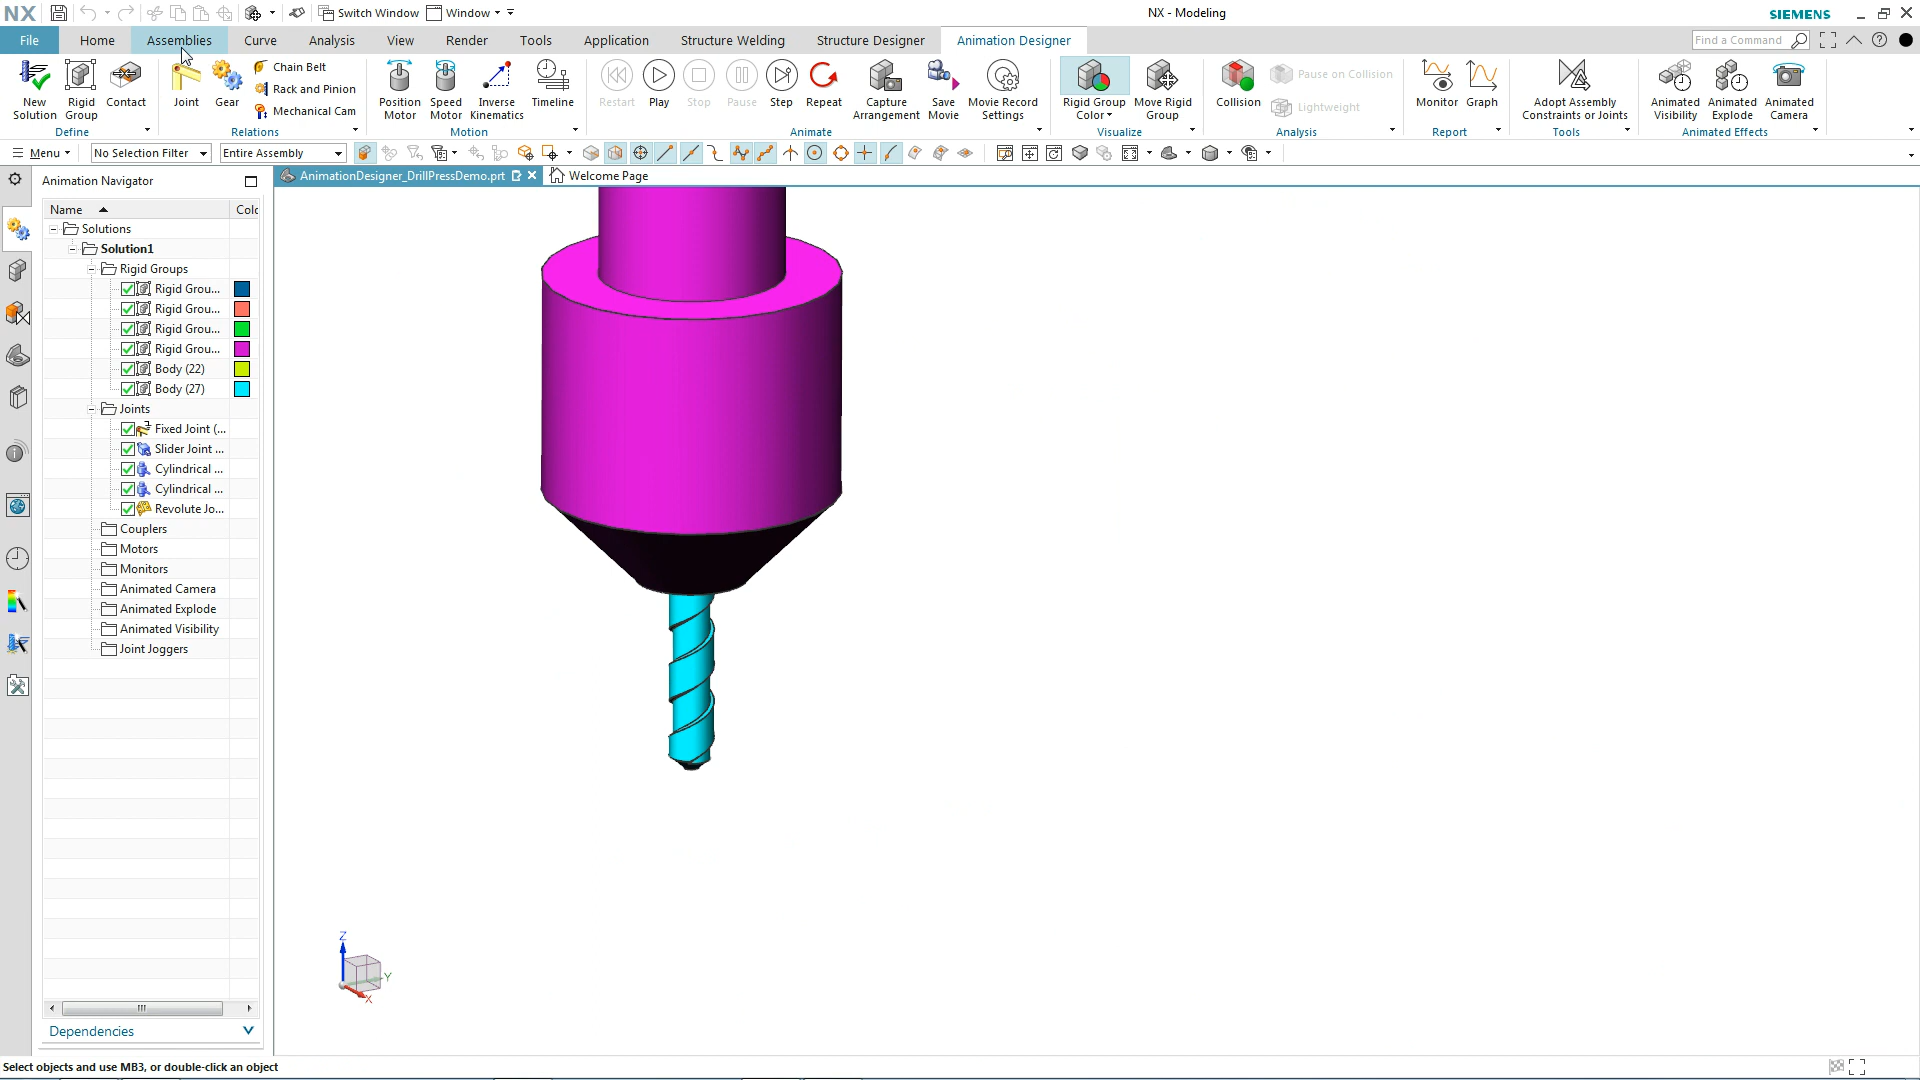 NX Switch Window Window NX - Modeling SIEMENS
File Home Assemblies Curve Analysis View Render Tools Application Structure Welding Structure Designer Animation Designer Find a Command
New Solution
Rigid Group
Contact
Define
Joint
Gear
Chain Belt
Rack and Pinion
Mechanical Cam
Relations
Position Motor
Speed Motor
Inverse Kinematics
Timeline
Motion
Restart
Play
Stop
Pause
Step
Repeat
Capture Arrangement
Save Movie
Movie Record Settings
Animate
Rigid Group Color
Move Rigid Group
Visualize
Collision
Pause on Collision
Lightweight
Analysis
Monitor
Graph
Report
Adopt Assembly Constraints or Joints
Tools
Animated Visibility
Animated Explode
Animated Camera
Animated Effects
Menu No Selection Filter Entire Assembly
Animation Navigator
AnimationDesigner_DrillPressDemo.prt Welcome Page
Name Colo
Solutions
Solution1
Rigid Groups
Rigid Grou...
Rigid Grou...
Rigid Grou...
Rigid Grou...
Body (22)
Body (27)
Joints
Fixed Joint (...
Slider Joint ...
Cylindrical ...
Cylindrical ...
Revolute Jo...
Couplers
Motors
Monitors
Animated Camera
Animated Explode
Animated Visibility
Joint Joggers
Z
Y
X
Dependencies
Select objects and use MB3, or double-click an object